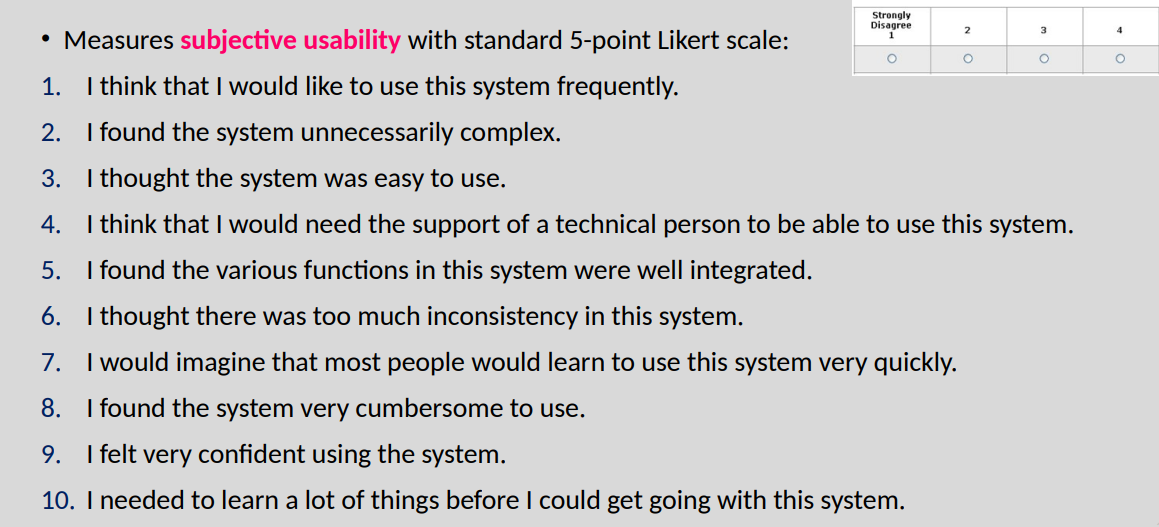 • Measures subjective usability with standard 5-point Likert scale:
Strongly
Disagree
1
2
3
4
1. I think that I would like to use this system frequently.
2. I found the system unnecessarily complex.
3. I thought the system was easy to use.
4. I think that I would need the support of a technical person to be able to use this system.
5. I found the various functions in this system were well integrated.
6. I thought there was too much inconsistency in this system.
7. I would imagine that most people would learn to use this system very quickly.
8. I found the system very cumbersome to use.
9. I felt very confident using the system.
10. I needed to learn a lot of things before I could get going with this system.